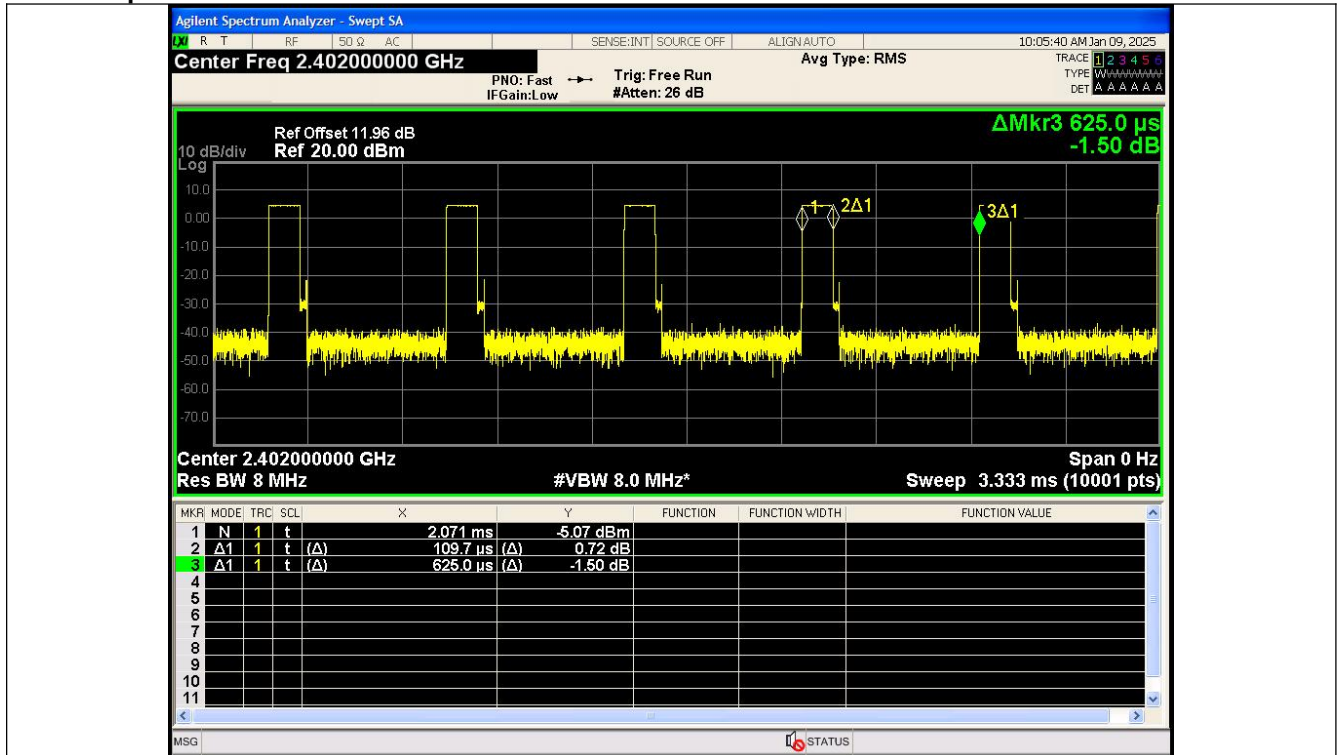 Agilent Spectrum Analyzer - Swept SA
LXI R T RF 50 Ω AC SENSE:INT SOURCE OFF ALIGN AUTO 10:05:40 AM Jan 09, 2025
Center Freq 2.402000000 GHz Avg Type: RMS TRACE 1 2 3 4 5 6
PNO: Fast Trig: Free Run TYPE WWWWWW
IFGain:Low #Atten: 26 dB DET A A A A A A
ΔMkr3 625.0 µs
-1.50 dB
Ref Offset 11.96 dB
10 dB/div Ref 20.00 dBm
Log
10.0
0.00
-10.0
-20.0
-30.0
-40.0
-50.0
-60.0
-70.0
1 2Δ1 3Δ1
Center 2.402000000 GHz Span 0 Hz
Res BW 8 MHz #VBW 8.0 MHz* Sweep 3.333 ms (10001 pts)
MKR MODE TRC SCL X Y FUNCTION FUNCTION WIDTH FUNCTION VALUE
1 N 1 t 2.071 ms -5.07 dBm
2 Δ1 1 t (Δ) 109.7 µs (Δ) 0.72 dB
3 Δ1 1 t (Δ) 625.0 µs (Δ) -1.50 dB
4
5
6
7
8
9
10
11
MSG STATUS